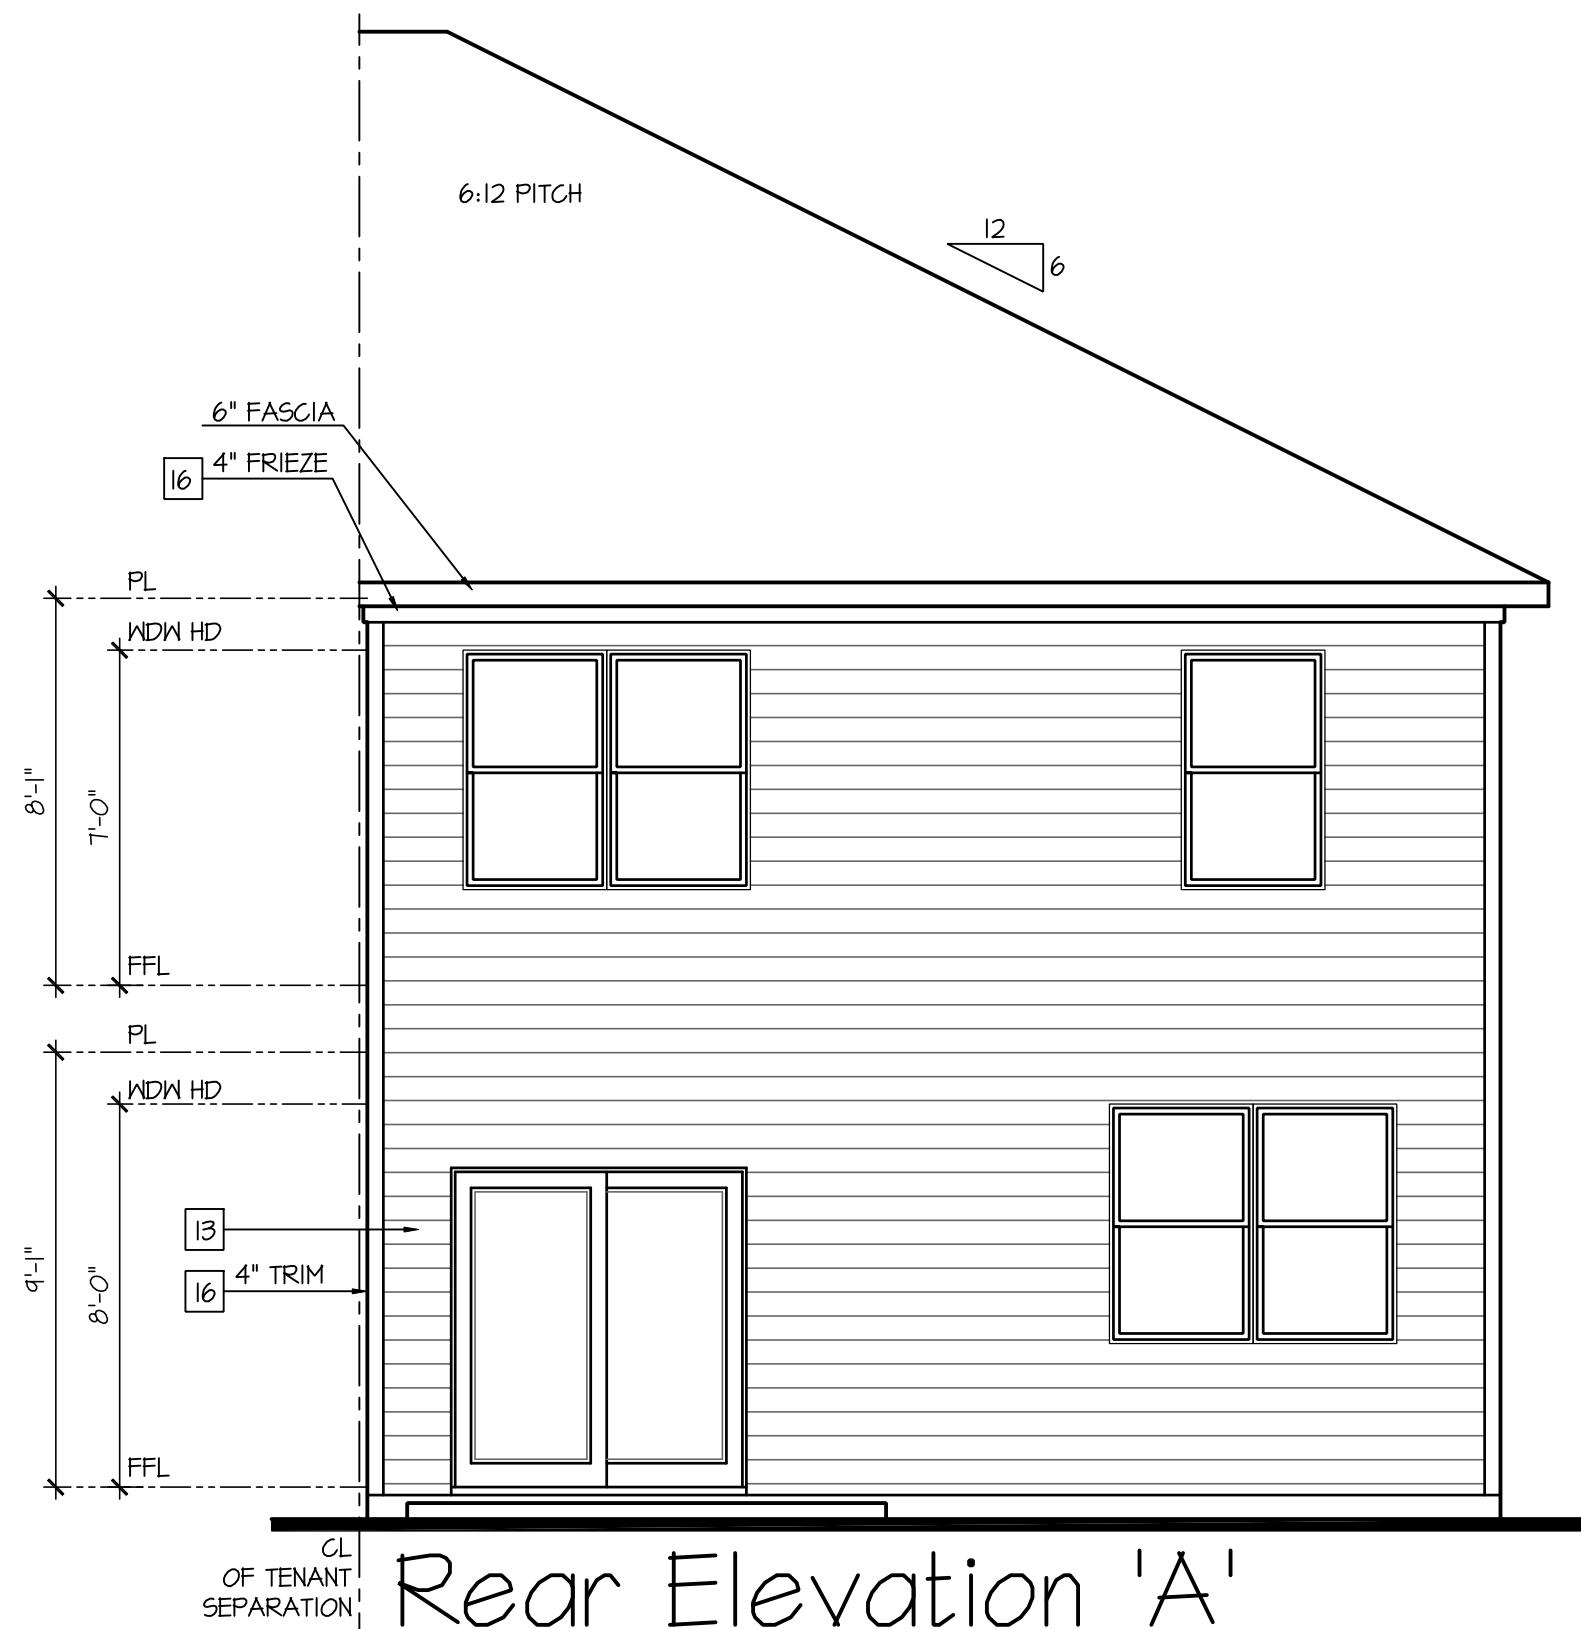 6:12 PITCH
12
6
6" FASCIA
16 4" FRIEZE
PL
WDW HD
8'-1"
7'-0"
FFL
PL
WDW HD
13
9'-1"
8'-0"
16 4" TRIM
FFL
CL
OF TENANT
SEPARATION
Rear Elevation 'A'